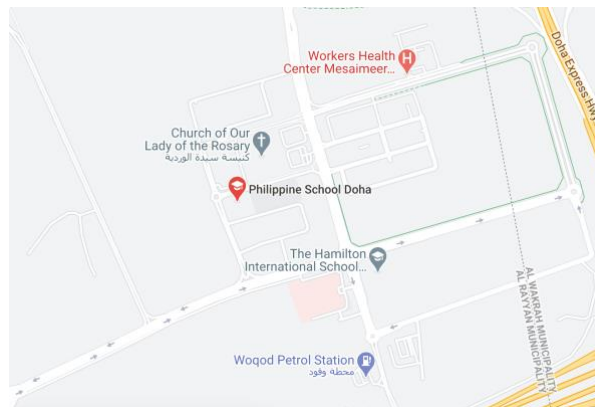 Workers Health
Center Mesaimeer...
H
Doha Express Hwy
Church of Our
Lady of the Rosary
كنيسة سيدة الوردية
Philippine School Doha
The Hamilton
International School...
AL WAKRAH MUNICIPALITY
AL RAYYAN MUNICIPALITY
Woqod Petrol Station
محطة وقود